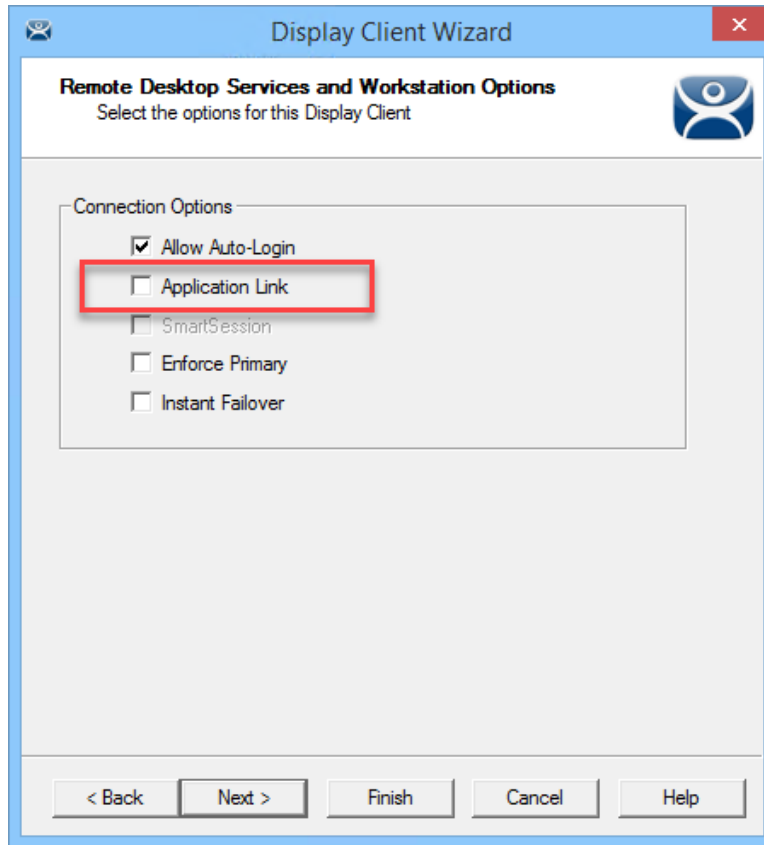 Display Client Wizard
Remote Desktop Services and Workstation Options
Select the options for this Display Client
Connection Options
Allow Auto-Login
Application Link
SmartSession
Enforce Primary
Instant Failover
< Back Next > Finish Cancel Help